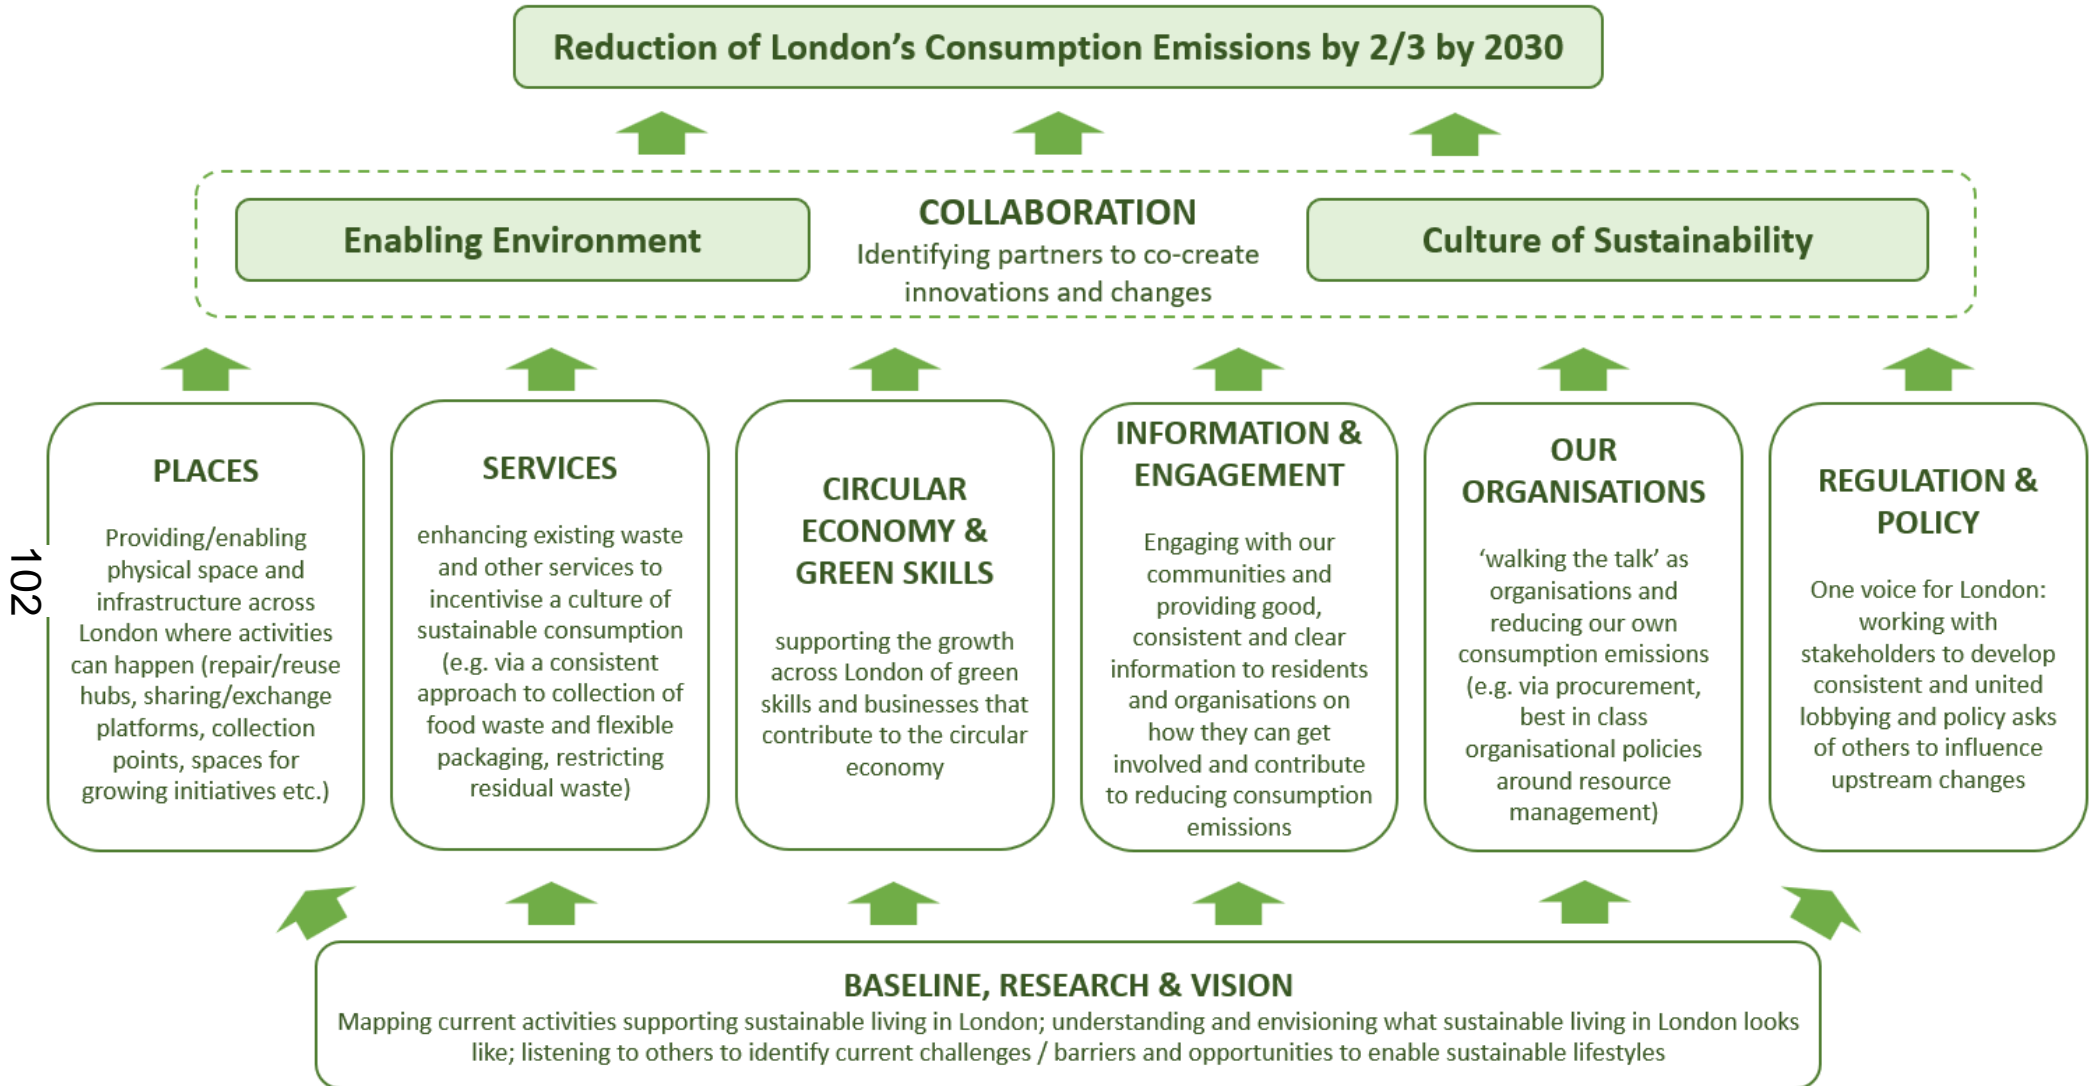 Reduction of London’s Consumption Emissions by 2/3 by 2030
Enabling Environment
COLLABORATION
Identifying partners to co-create
innovations and changes
Culture of Sustainability
PLACES
Providing/enabling
physical space and
infrastructure across
London where activities
can happen (repair/reuse
hubs, sharing/exchange
platforms, collection
points, spaces for
growing initiatives etc.)
SERVICES
enhancing existing waste
and other services to
incentivise a culture of
sustainable consumption
(e.g. via a consistent
approach to collection of
food waste and flexible
packaging, restricting
residual waste)
CIRCULAR
ECONOMY &
GREEN SKILLS
supporting the growth
across London of green
skills and businesses that
contribute to the circular
economy
INFORMATION &
ENGAGEMENT
Engaging with our
communities and
providing good,
consistent and clear
information to residents
and organisations on
how they can get
involved and contribute
to reducing consumption
emissions
OUR
ORGANISATIONS
‘walking the talk’ as
organisations and
reducing our own
consumption emissions
(e.g. via procurement,
best in class
organisational policies
around resource
management)
REGULATION &
POLICY
One voice for London:
working with
stakeholders to develop
consistent and united
lobbying and policy asks
of others to influence
upstream changes
102
BASELINE, RESEARCH & VISION
Mapping current activities supporting sustainable living in London; understanding and envisioning what sustainable living in London looks
like; listening to others to identify current challenges / barriers and opportunities to enable sustainable lifestyles